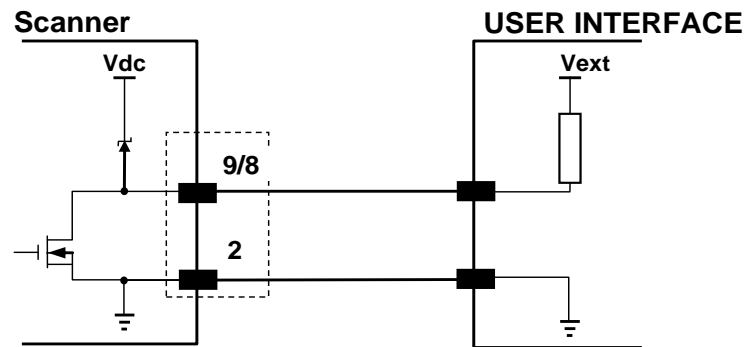 Scanner
USER INTERFACE
Vdc
Vext
9/8
2